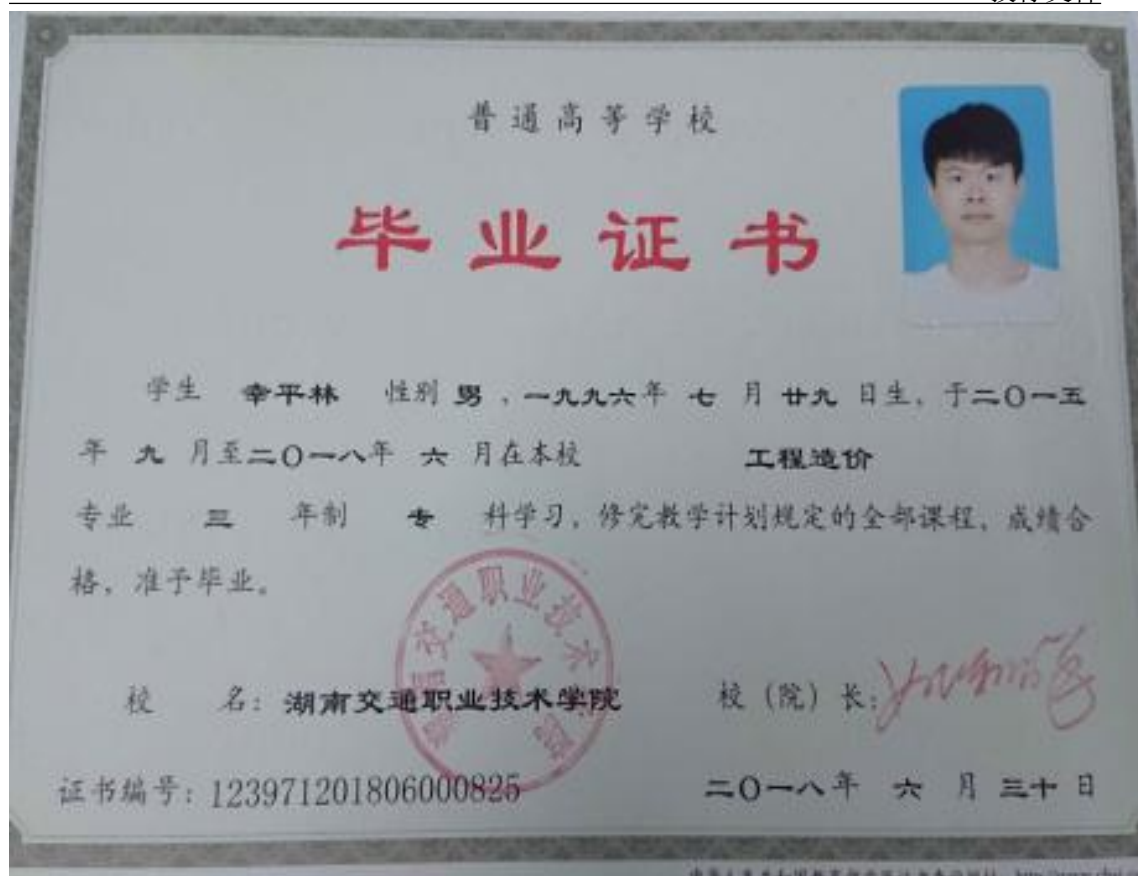 普通高等学校
毕业证书
学生 幸平林 性别 男，一九九六年 七 月 廿九 日生，于二〇一五
年 九 月至二〇一八年 六 月在本校 工程造价
专业 三 年制 专 科学习，修完教学计划规定的全部课程，成绩合
格，准予毕业。
校 名：湖南交通职业技术学院 校（院）长：
证书编号：123971201806000825 二〇一八年 六 月 三十 日